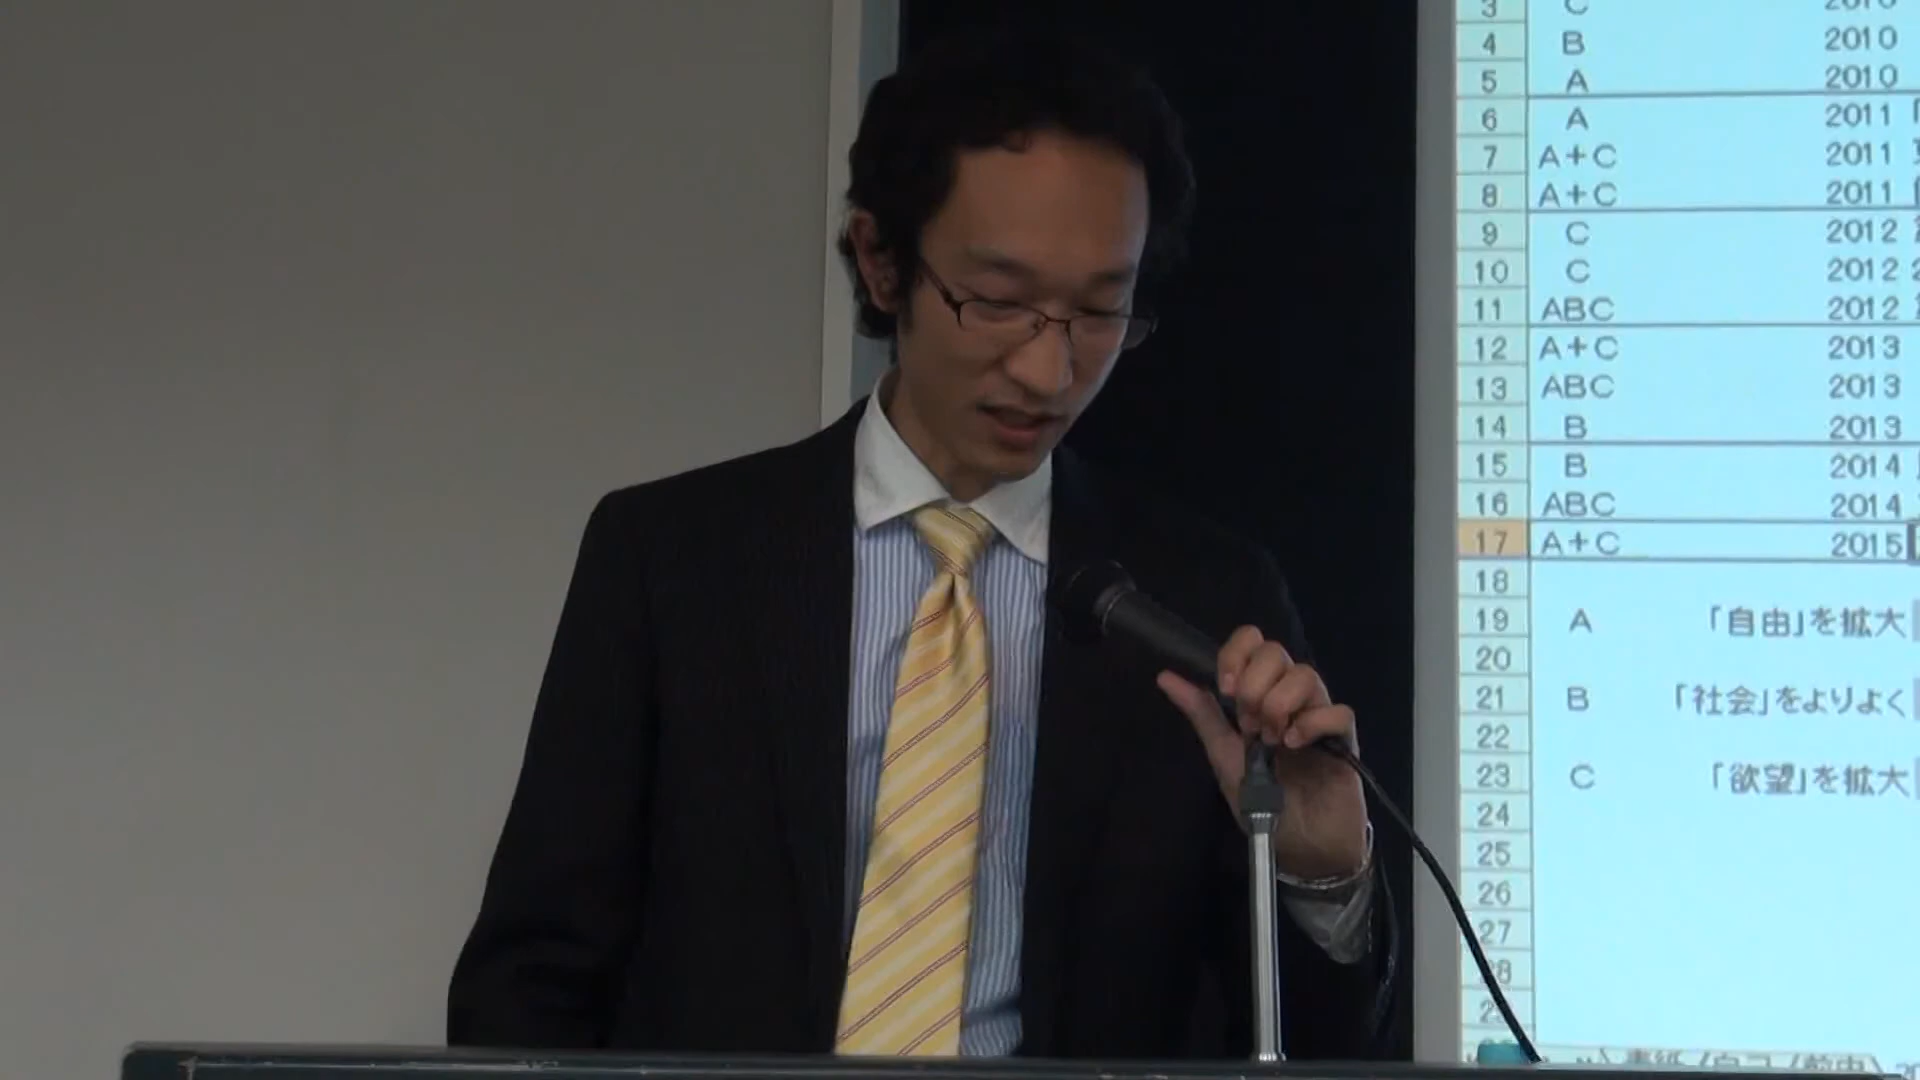 3 C 2010
4 B 2010
5 A 2010
6 A 2011 「
7 A+C 2011
8 A+C 2011
9 C 2012
10 C 2012
11 ABC 2012
12 A+C 2013
13 ABC 2013
14 B 2013
15 B 2014
16 ABC 2014
17 A+C 2015
18
19 A 「自由」を拡大
20
21 B 「社会」をよりよく
22
23 C 「欲望」を拡大
24
25
26
27
28